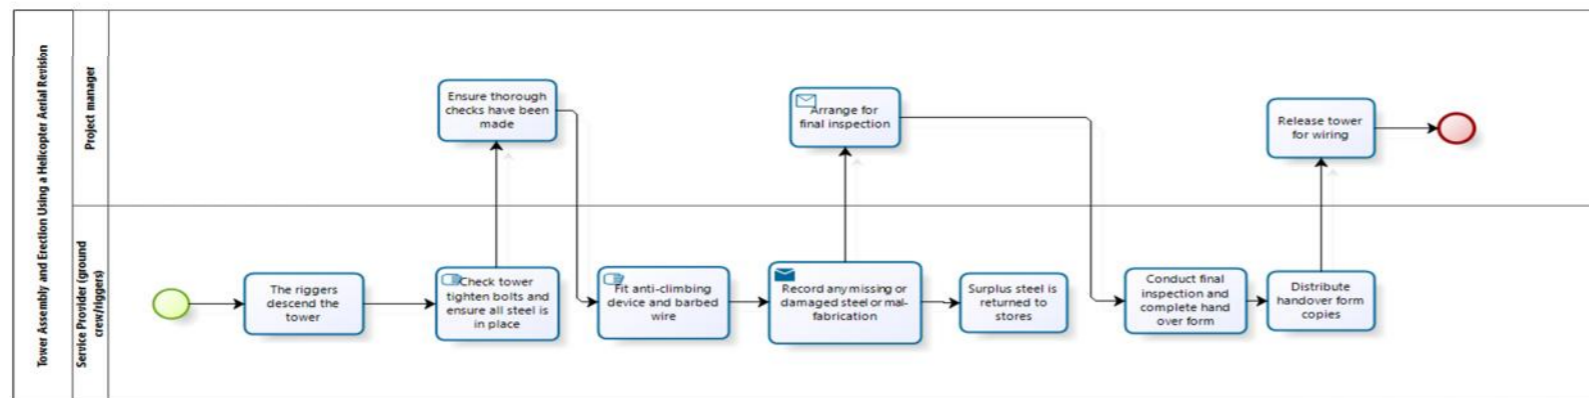 Tower Assembly and Erection Using a Helicopter Aerial Revision
Project manager
Ensure thorough
checks have been
made
Arrange for
final inspection
Release tower
for wiring
Service Provider (ground
crew/riggers)
The riggers
descend the
tower
Check tower
tighten bolts and
ensure all steel is
in place
Fit anti-climbing
device and barbed
wire
Record any missing or
damaged steel or mal-
fabrication
Surplus steel is
returned to
stores
Conduct final
inspection and
complete hand
over form
Distribute
handover form
copies